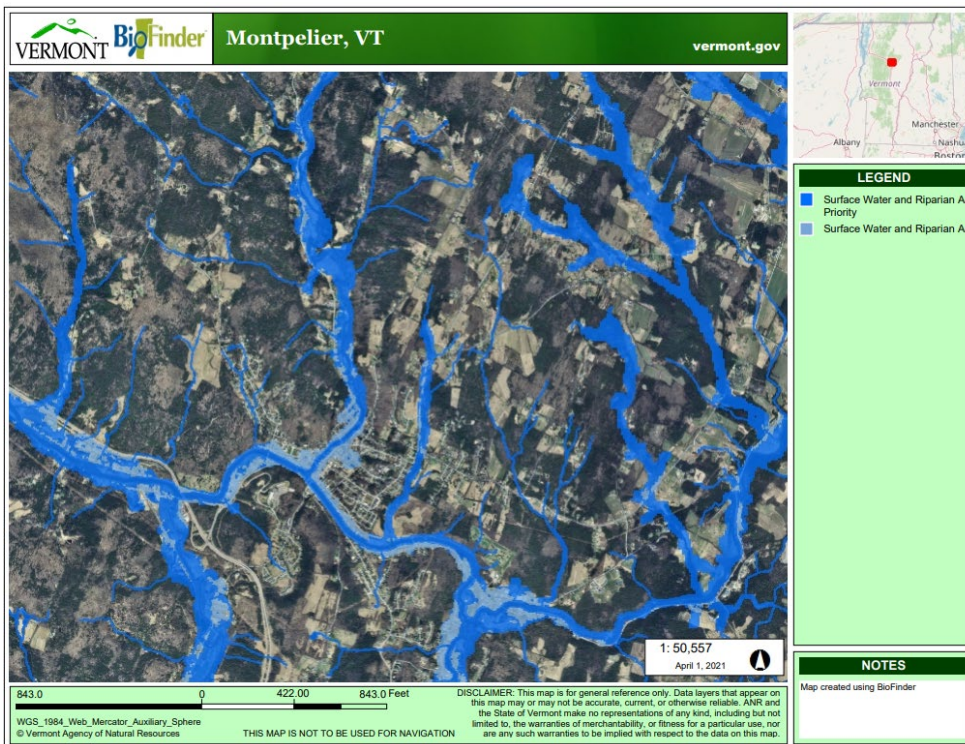 VERMONT
BioFinder
Montpelier, VT
vermont.gov
Vermont
Manchester
Albany
Nashu
Boston
LEGEND
Surface Water and Riparian A
Priority
Surface Water and Riparian A
1: 50,557
April 1, 2021
NOTES
Map created using BioFinder
843.0 0 422.00 843.0 Feet
WGS_1984_Web_Mercator_Auxiliary_Sphere
© Vermont Agency of Natural Resources
THIS MAP IS NOT TO BE USED FOR NAVIGATION
DISCLAIMER: This map is for general reference only. Data layers that appear on
this map may or may not be accurate, current, or otherwise reliable. ANR and
the State of Vermont make no representations of any kind, including but not
limited to, the warranties of merchantability, or fitness for a particular use, nor
are any such warranties to be implied with respect to the data on this map.